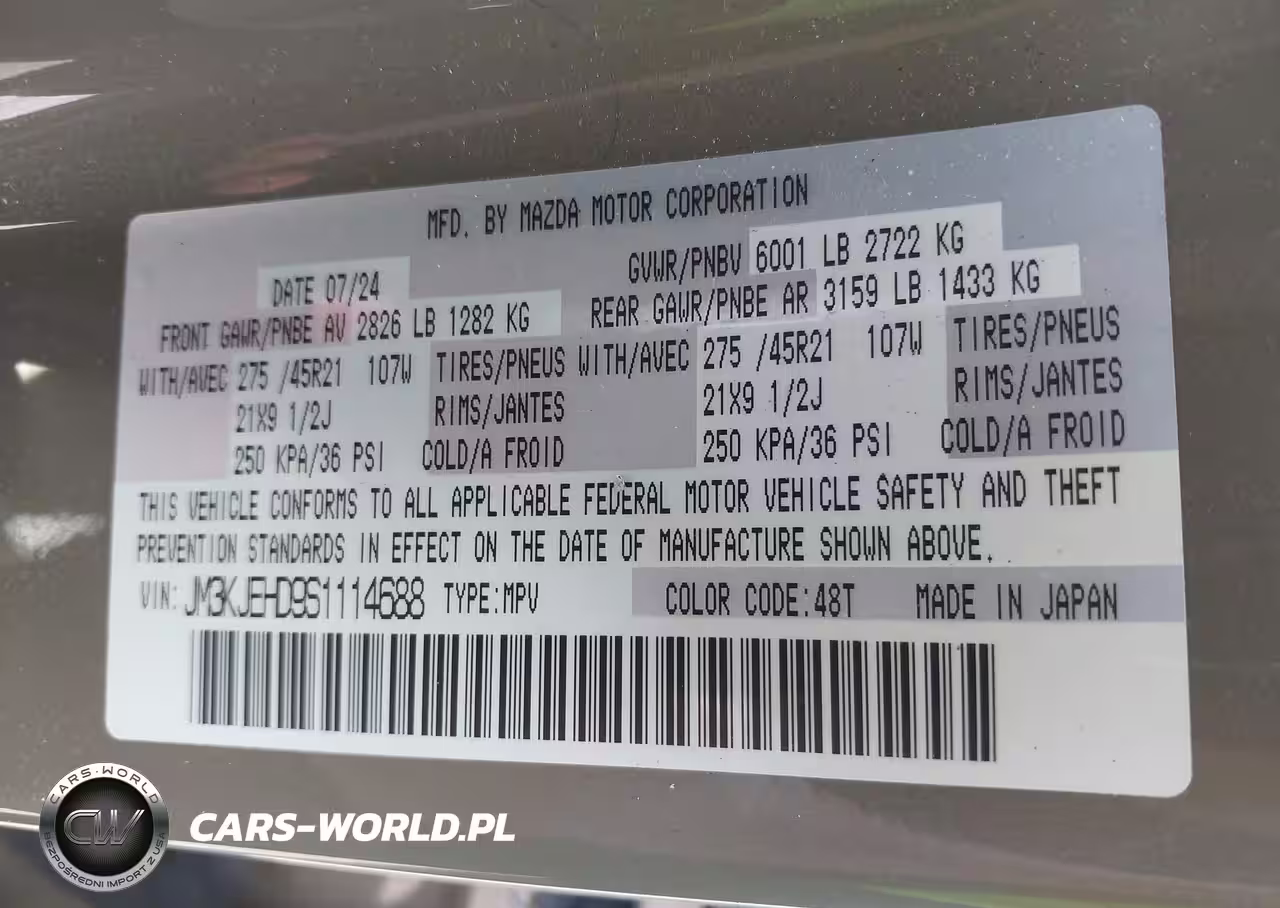 MFD. BY MAZDA MOTOR CORPORATION
DATE 07/24 GVWR/PNBV 6001 LB 2722 KG
FRONT GAWR/PNBE AV 2826 LB 1282 KG REAR GAWR/PNBE AR 3159 LB 1433 KG
WITH/AVEC 275 /45R21 107W TIRES/PNEUS WITH/AVEC 275 /45R21 107W TIRES/PNEUS
21X9 1/2J RIMS/JANTES 21X9 1/2J RIMS/JANTES
250 KPA/36 PSI COLD/A FROID 250 KPA/36 PSI COLD/A FROID
THIS VEHICLE CONFORMS TO ALL APPLICABLE FEDERAL MOTOR VEHICLE SAFETY AND THEFT
PREVENTION STANDARDS IN EFFECT ON THE DATE OF MANUFACTURE SHOWN ABOVE.
VIN: JM3KJEHD9S1114688 TYPE:MPV COLOR CODE:48T MADE IN JAPAN
CARS-WORLD
CW
BEZPOŚREDNI IMPORT Z USA
CARS-WORLD.PL